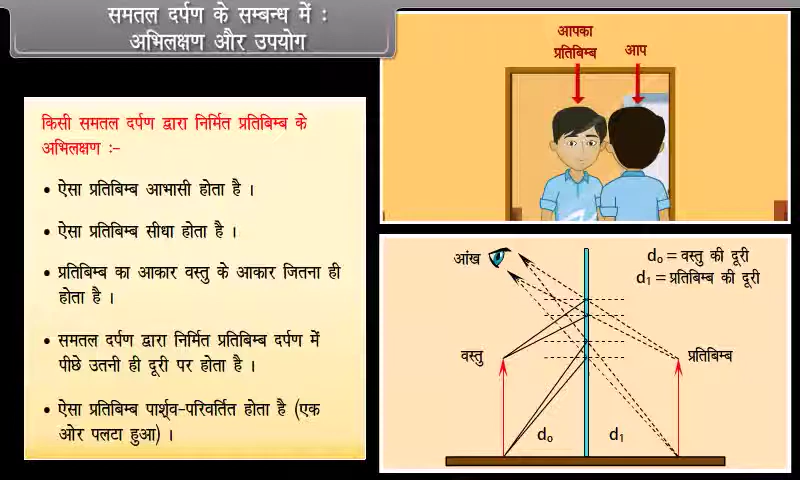 समतल दर्पण के सम्बन्ध में :
अभिलक्षण और उपयोग
किसी समतल दर्पण द्वारा निर्मित प्रतिबिम्ब के
अभिलक्षण :-
• ऐसा प्रतिबिम्ब आभासी होता है ।
• ऐसा प्रतिबिम्ब सीधा होता है ।
• प्रतिबिम्ब का आकार वस्तु के आकार जितना ही
होता है ।
• समतल दर्पण द्वारा निर्मित प्रतिबिम्ब दर्पण में
पीछे उतनी ही दूरी पर होता है ।
• ऐसा प्रतिबिम्ब पार्श्व-परिवर्तित होता है (एक
ओर पलटा हुआ) ।
आपका
प्रतिबिम्ब
आप
आंख
d₀ = वस्तु की दूरी
d₁ = प्रतिबिम्ब की दूरी
वस्तु
प्रतिबिम्ब
d₀
d₁